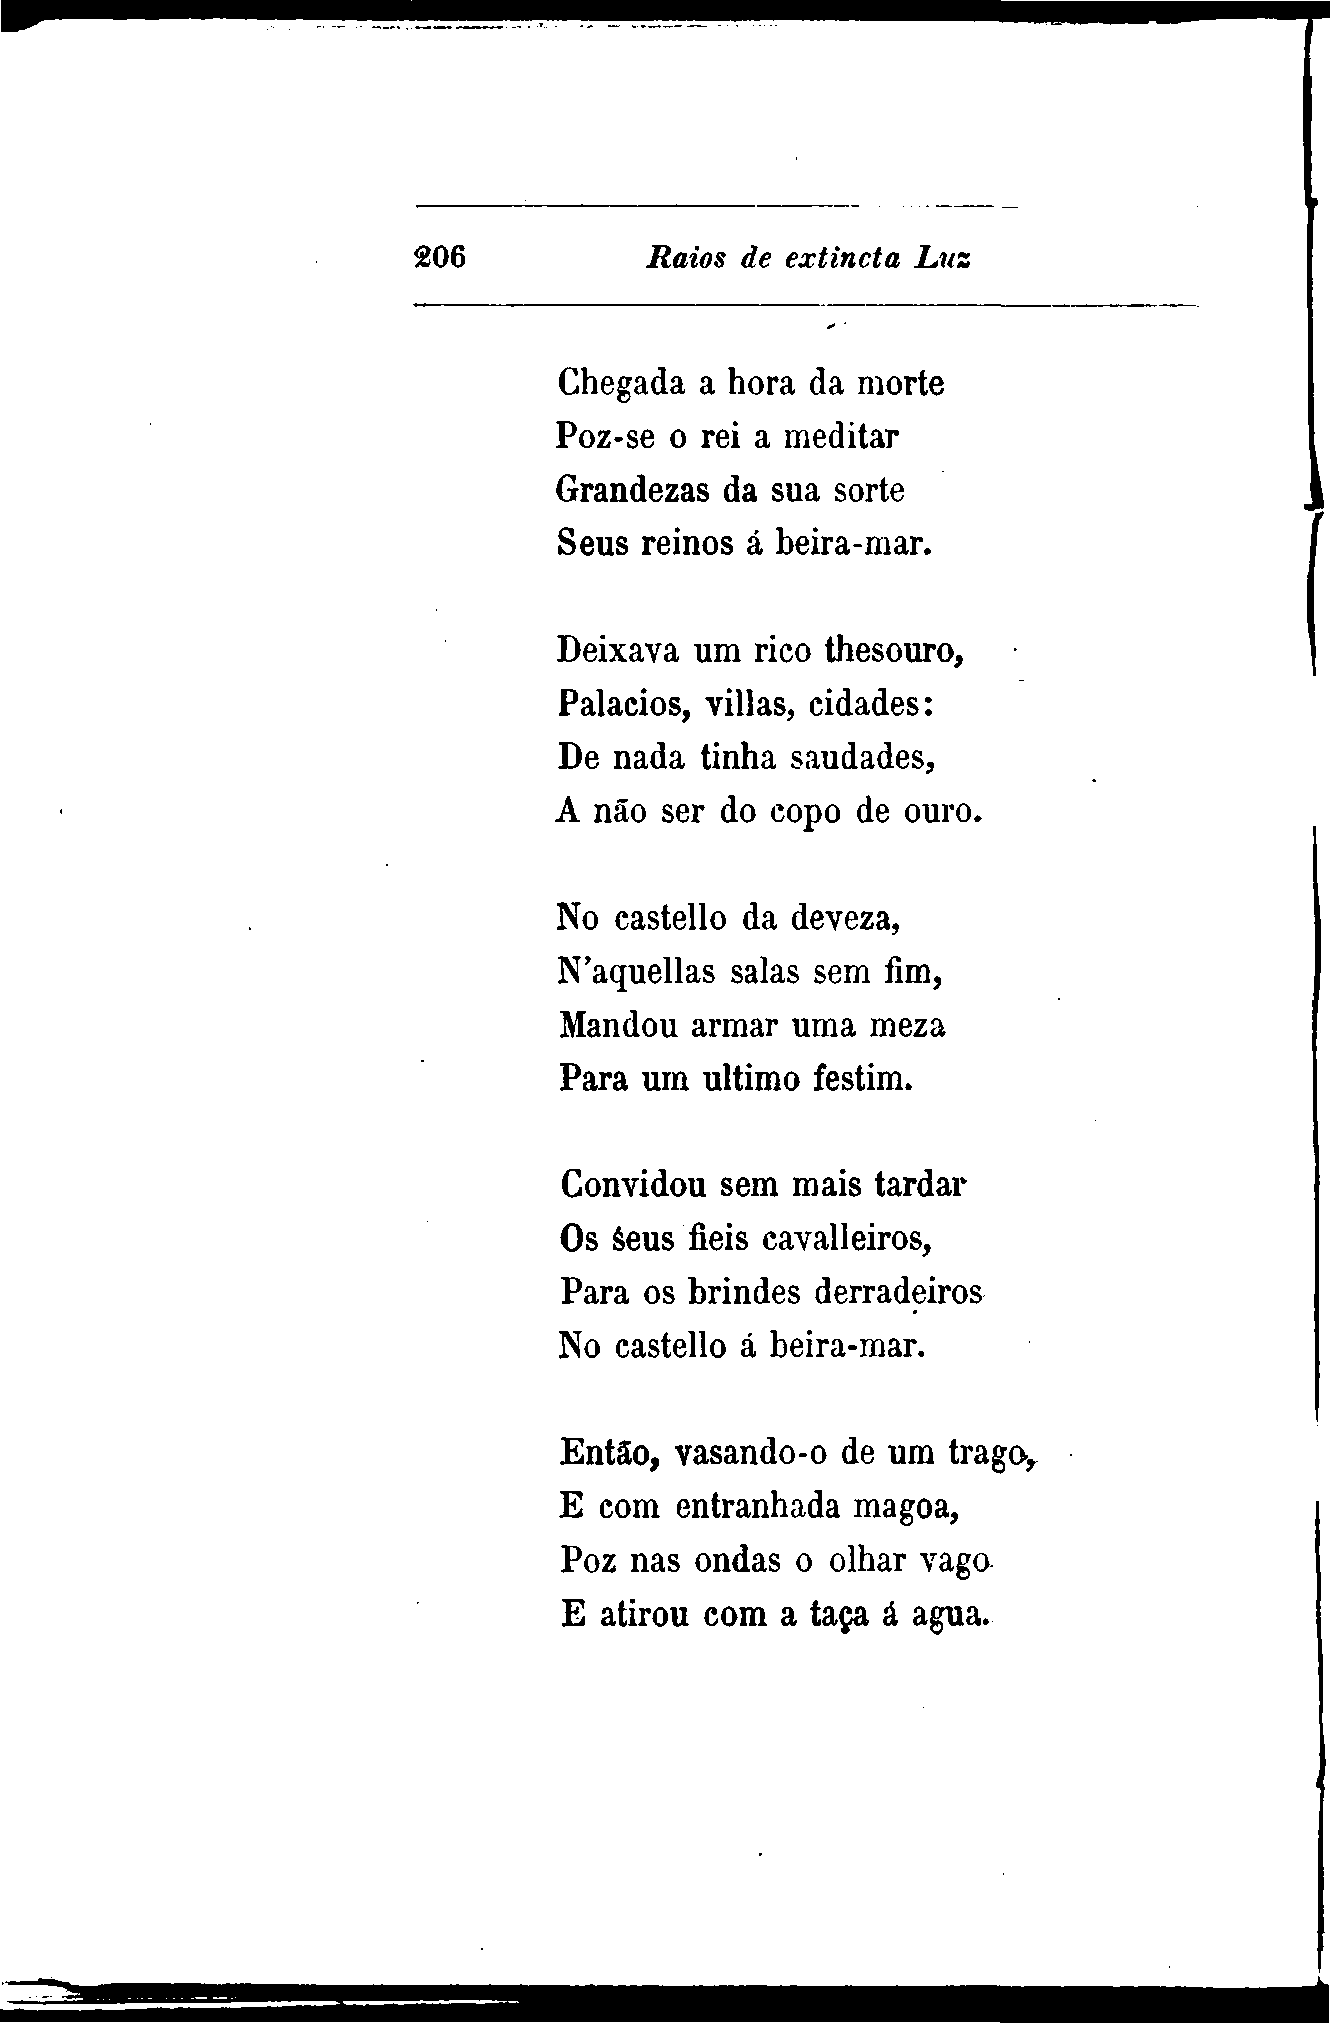 206 Raios de extincta Luz
Chegada a hora da morte
Poz-se o rei a meditar
Grandezas da sua sorte
Seus reinos á beira-mar.
Deixava um rico thesouro,
Palacios, villas, cidades:
De nada tinha saudades,
A não ser do copo de ouro.
No castello da deveza,
N'aquellas salas sem fim,
Mandou armar uma meza
Para um ultimo festim.
Convidou sem mais tardar
Os seus fieis cavalleiros,
Para os brindes derradeiros
No castello á beira-mar.
Então, vasando-o de um trago,
E com entranhada magoa,
Poz nas ondas o olhar vago
E atirou com a taça á agua.